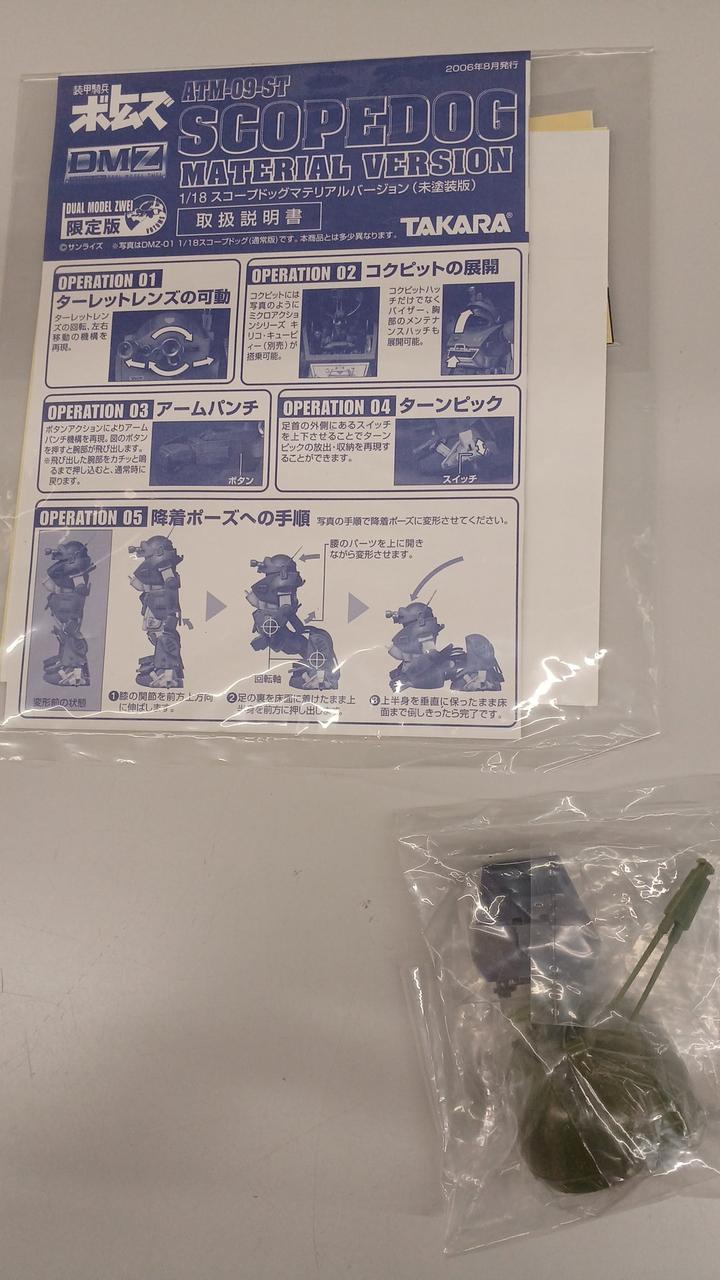 2006年8月発行
装甲騎兵
ボトムズ
ATM-09-ST
SCOPEDOG
DMZ
MATERIAL VERSION
1/18 スコープドッグマテリアルバージョン（未塗装版）
DUAL MODEL ZWEI
限定版
取扱説明書
TAKARA®
©サンライズ ※写真はDMZ-01 1/18スコープドッグ(通常版)です。本商品とは多少異なります。
OPERATION 01
ターレットレンズの可動
ターレットレン
ズの回転、左右
移動の機構を
再現。
OPERATION 02 コクピットの展開
コクピットには
写真のように
ミクロアク
ションシリーズ キ
リコ・キュービ
ィー（別売）が
搭乗可能。
コクピットハッ
チだけでなく
バイザー、胸
部のメンテナ
ンスハッチも
展開可能。
OPERATION 03 アームパンチ
ボタンアクションによりアーム
パンチ機構を再現。図のボタン
を押すと腕部が飛び出します。
※飛び出した腕部をカチッと鳴
るまで押し込むと、通常時に
戻ります。
ボタン
OPERATION 04 ターンピック
足首の外側にあるスイッチ
を上下させることでターン
ピックの放出・収納を再現す
ることができます。
スイッチ
OPERATION 05 降着ポーズへの手順 写真の手順で降着ポーズに変形させてください。
腰のパーツを上に開き
ながら変形させます。
回転軸
変形前の状態
❶膝の関節を前方上方向
に伸ばします。
❷足の裏を床面に着けたまま上
半身を前方に押し出します。
❸上半身を垂直に保ったまま床
面まで倒しきったら完了です。